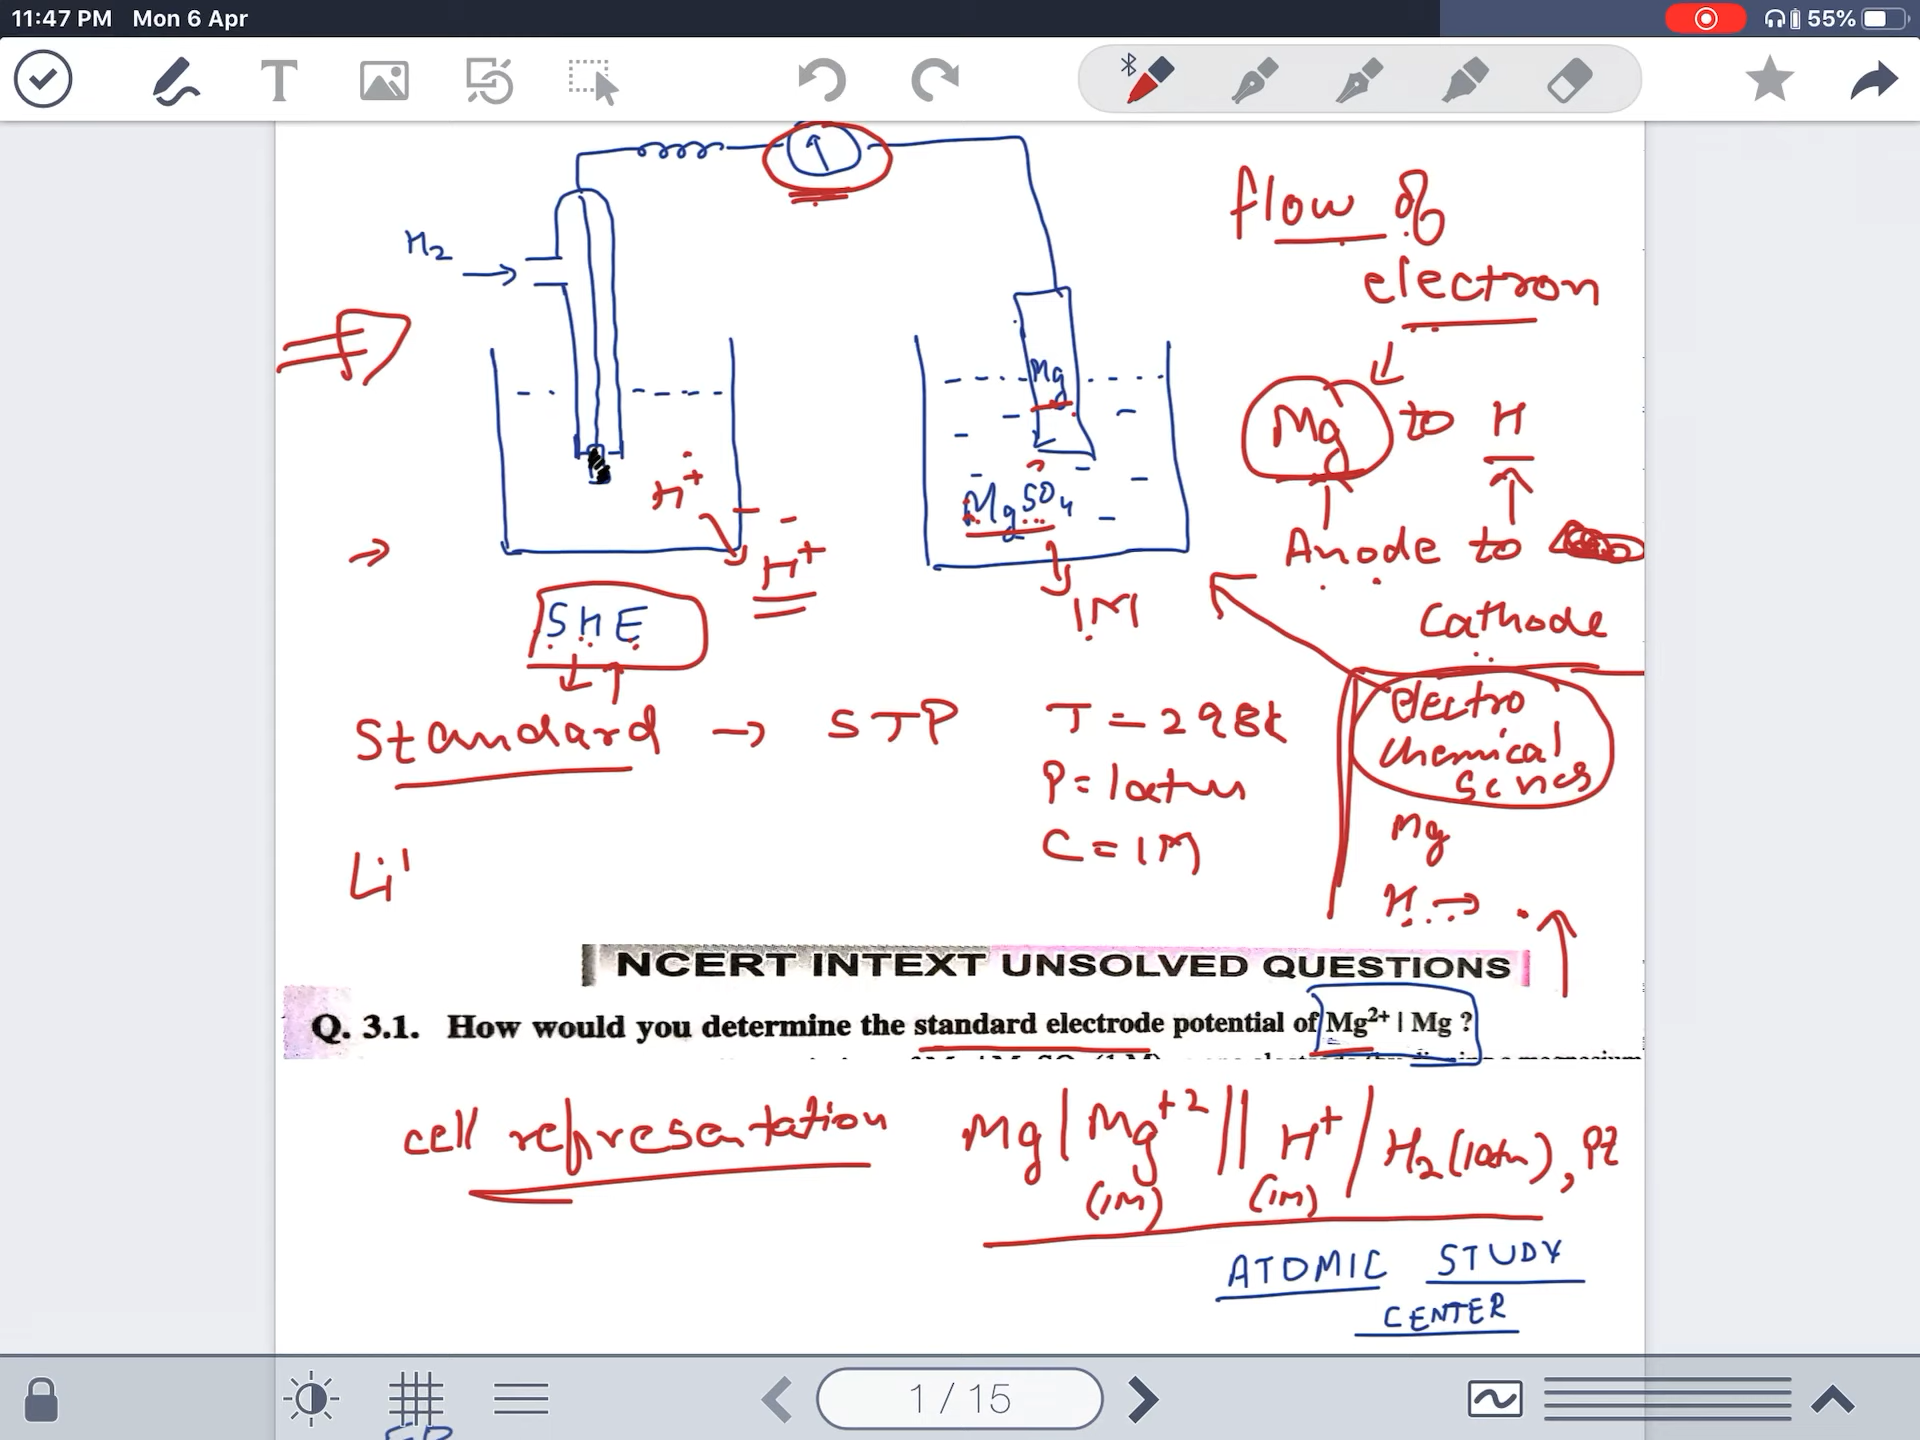 11:47 PM Mon 6 Apr
55%
T
H2
flow of
electron
Mg
Mg to H
H+
MgSO4
H+
Anode to
Cathode
SHE
1M
Standard → STP T = 298k
P = 1atm
C = 1M
Electro
chemical
Series
Mg
H →
Li
NCERT INTEXT UNSOLVED QUESTIONS
Q. 3.1. How would you determine the standard electrode potential of Mg2+ | Mg ?
cell representation Mg | Mg+2 || H+ / H2 (1atm), Pt
(1M) (1M)
ATOMIC STUDY
CENTER
1 / 15